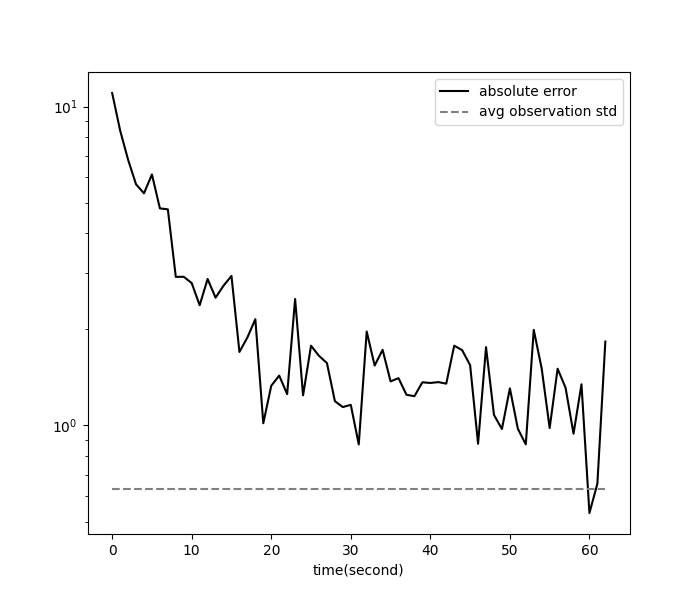 absolute error
avg observation std
10¹
10⁰
0 10 20 30 40 50 60
time(second)